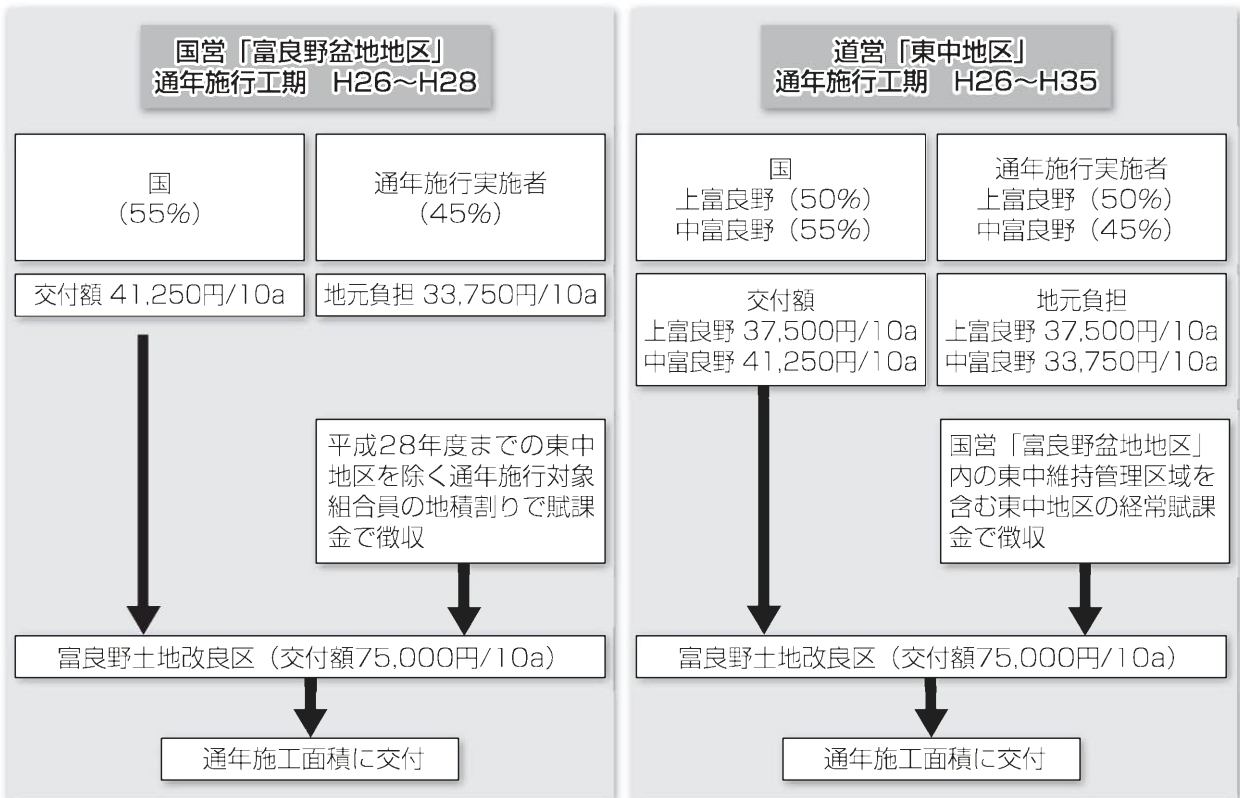 国営「富良野盆地地区」
通年施行工期 H26～H28
国
(55%)
通年施行実施者
(45%)
交付額 41,250円/10a
地元負担 33,750円/10a
平成28年度までの東中
地区を除く通年施行対象
組合員の地積割りで賦課
金で徴収
富良野土地改良区（交付額75,000円/10a）
通年施工面積に交付
道営「東中地区」
通年施行工期 H26～H35
国
上富良野（50%）
中富良野（55%）
通年施行実施者
上富良野（50%）
中富良野（45%）
交付額
上富良野 37,500円/10a
中富良野 41,250円/10a
地元負担
上富良野 37,500円/10a
中富良野 33,750円/10a
国営「富良野盆地地区」
内の東中維持管理区域を
含む東中地区の経常賦課
金で徴収
富良野土地改良区（交付額75,000円/10a）
通年施工面積に交付